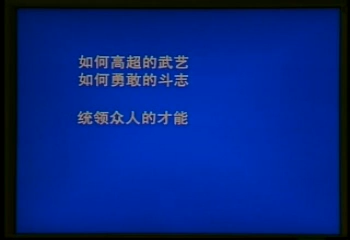 如何高超的武艺
如何勇敢的斗志
统领众人的才能